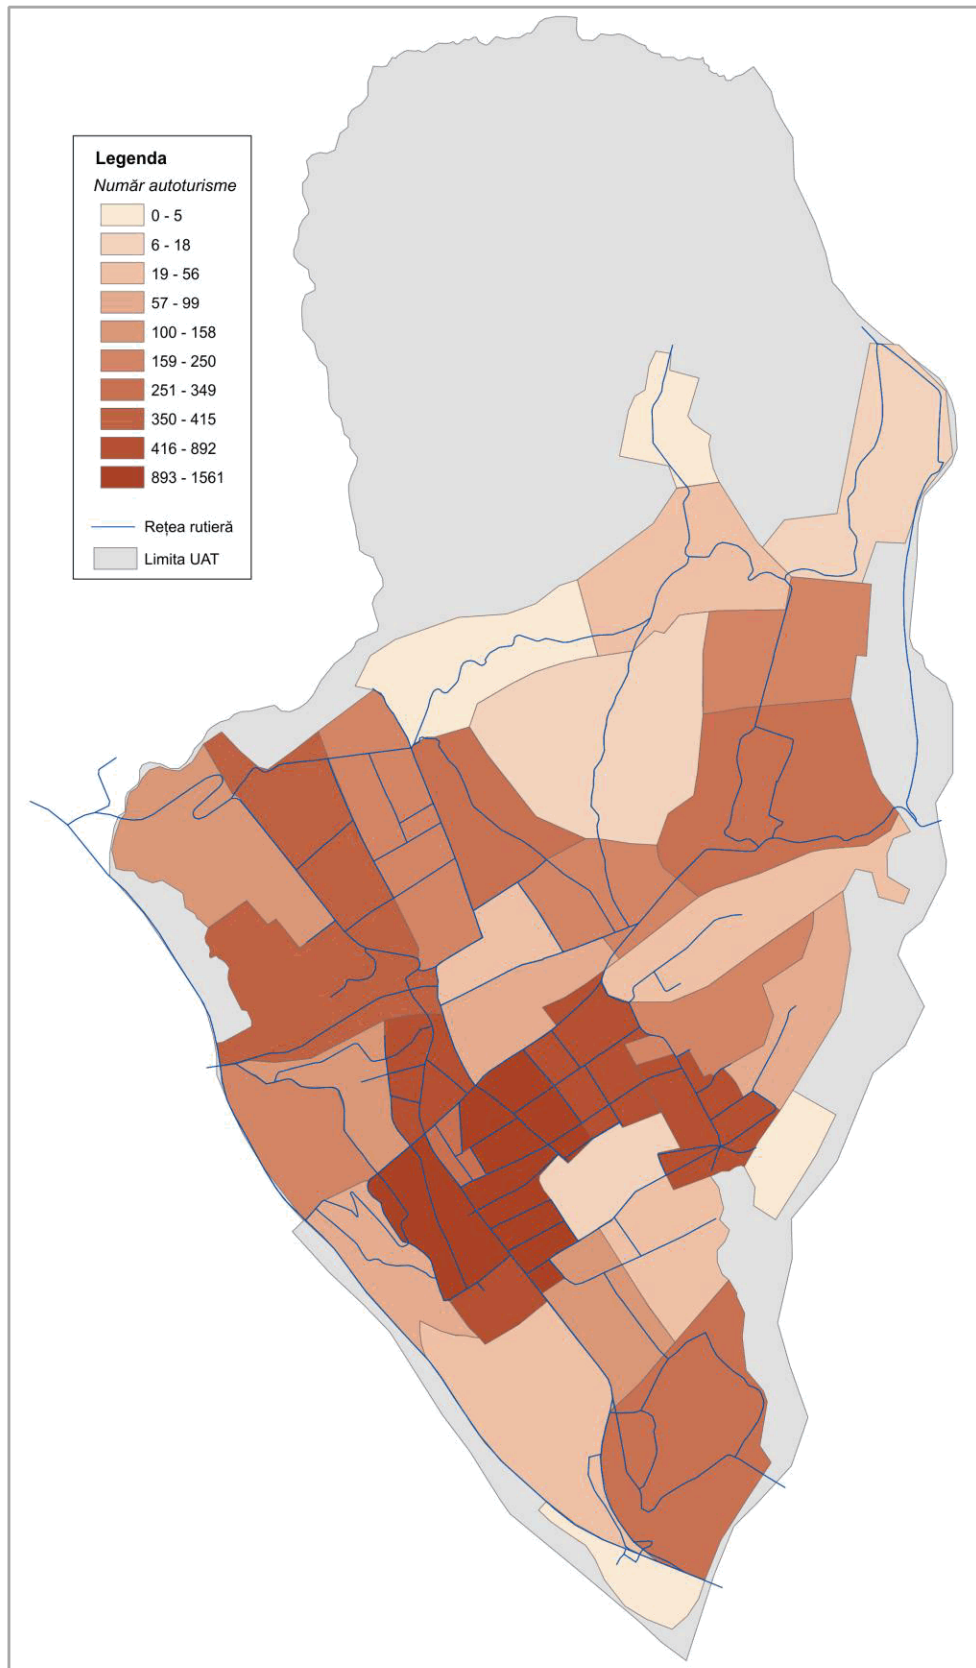 Legenda
Număr autoturisme
0 - 5
6 - 18
19 - 56
57 - 99
100 - 158
159 - 250
251 - 349
350 - 415
416 - 892
893 - 1561
Rețea rutieră
Limita UAT